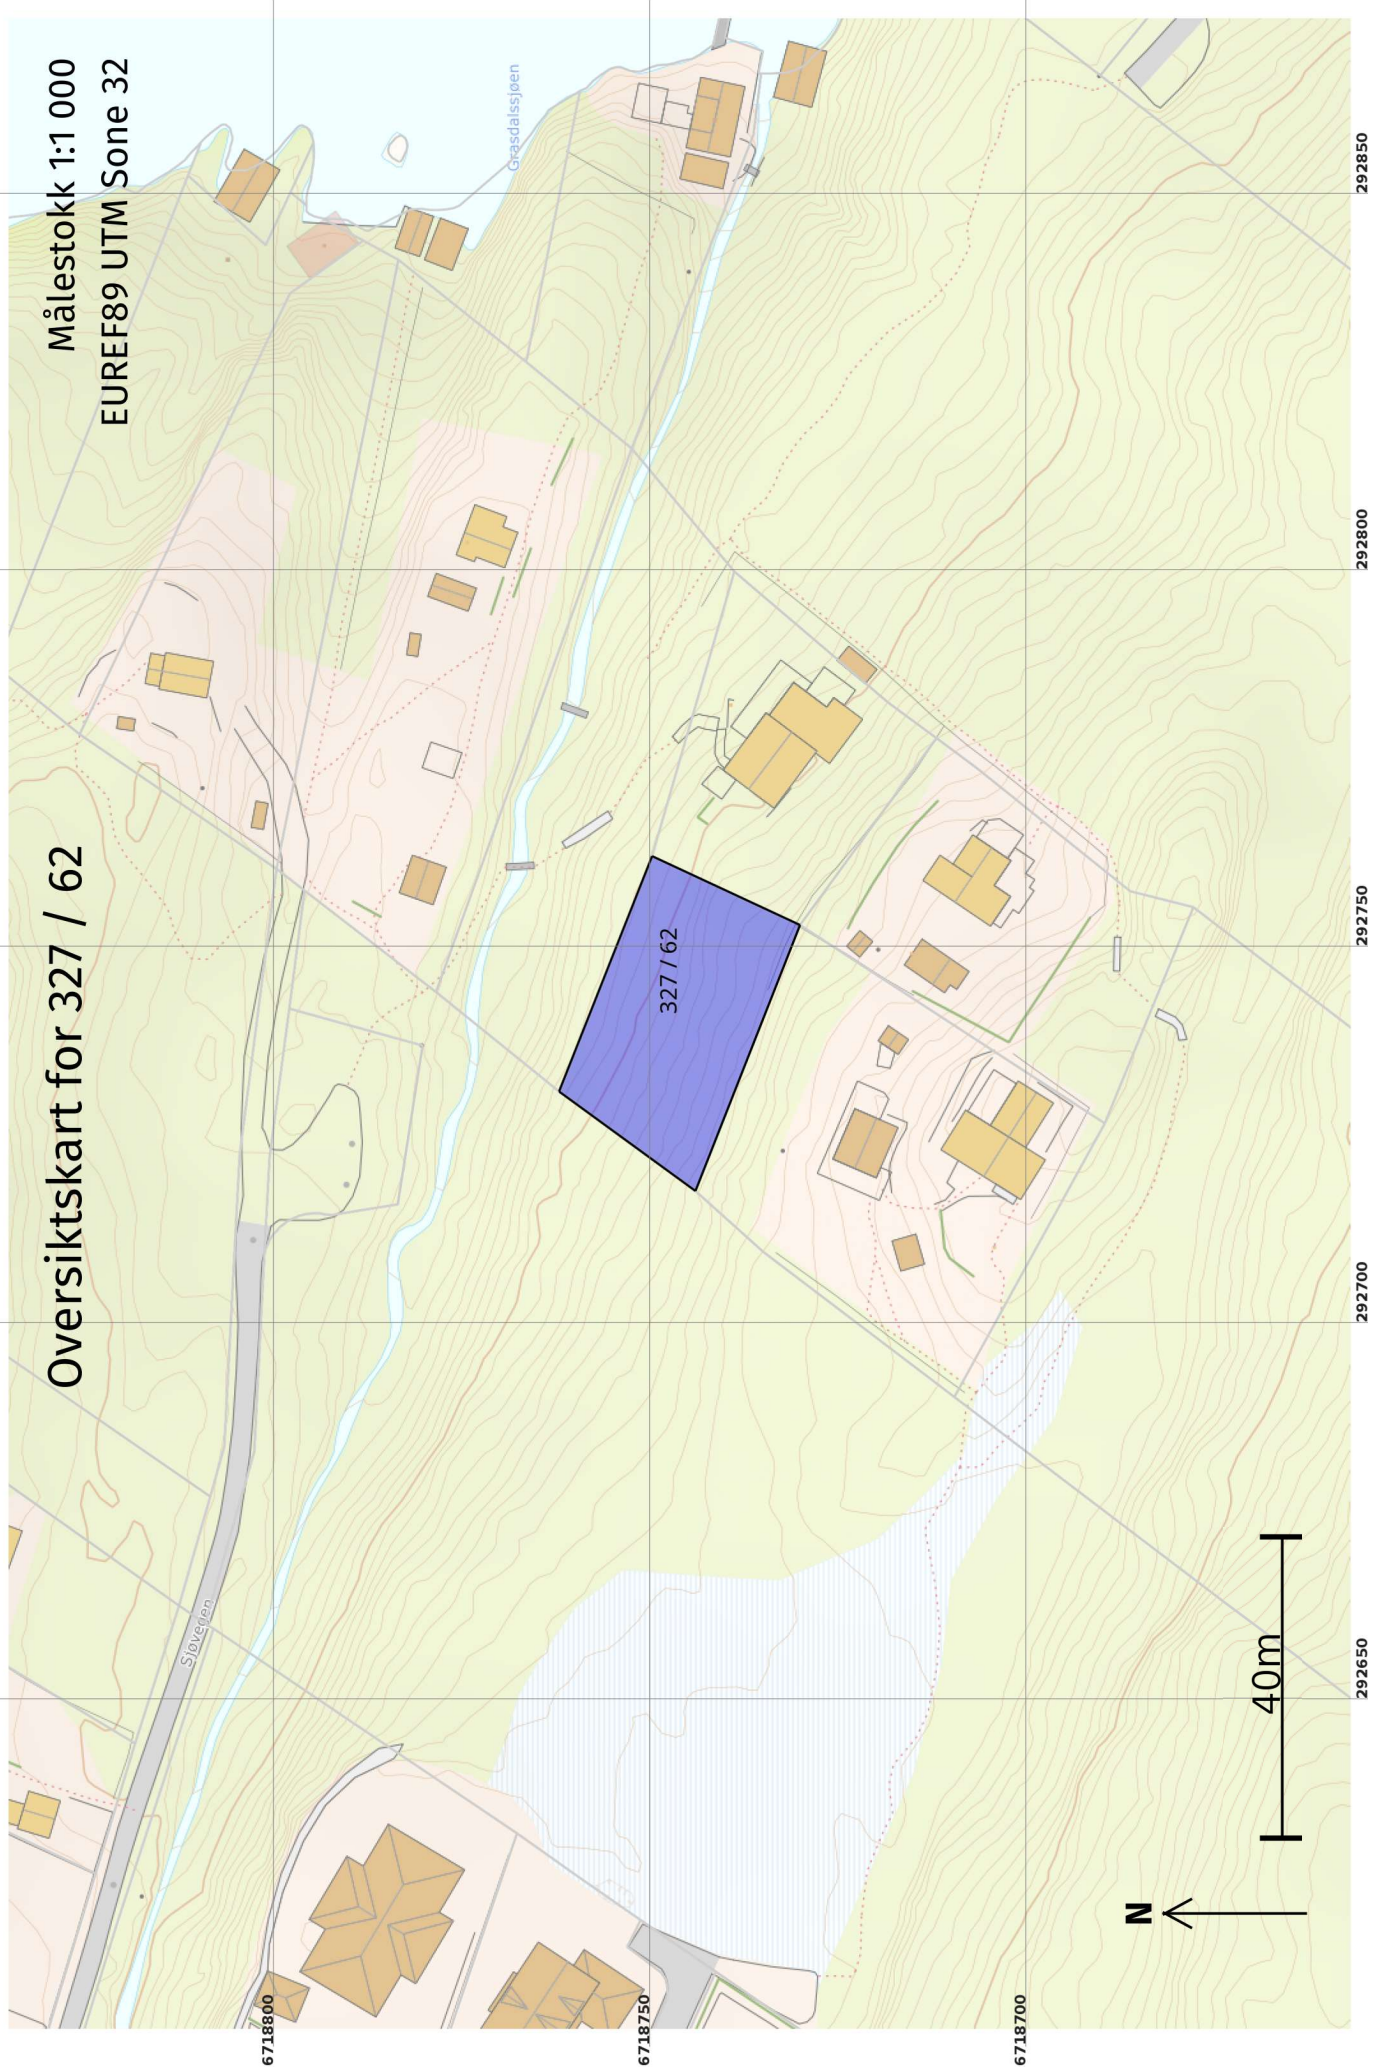 Oversiktskart for 327 / 62
Målestokk 1:1 000
EUREF89 UTM Sone 32
Grasdalssjøen
327 / 62
Sjøvegen
6718800
6718750
6718700
292650
292700
292750
292800
292850
40m
N